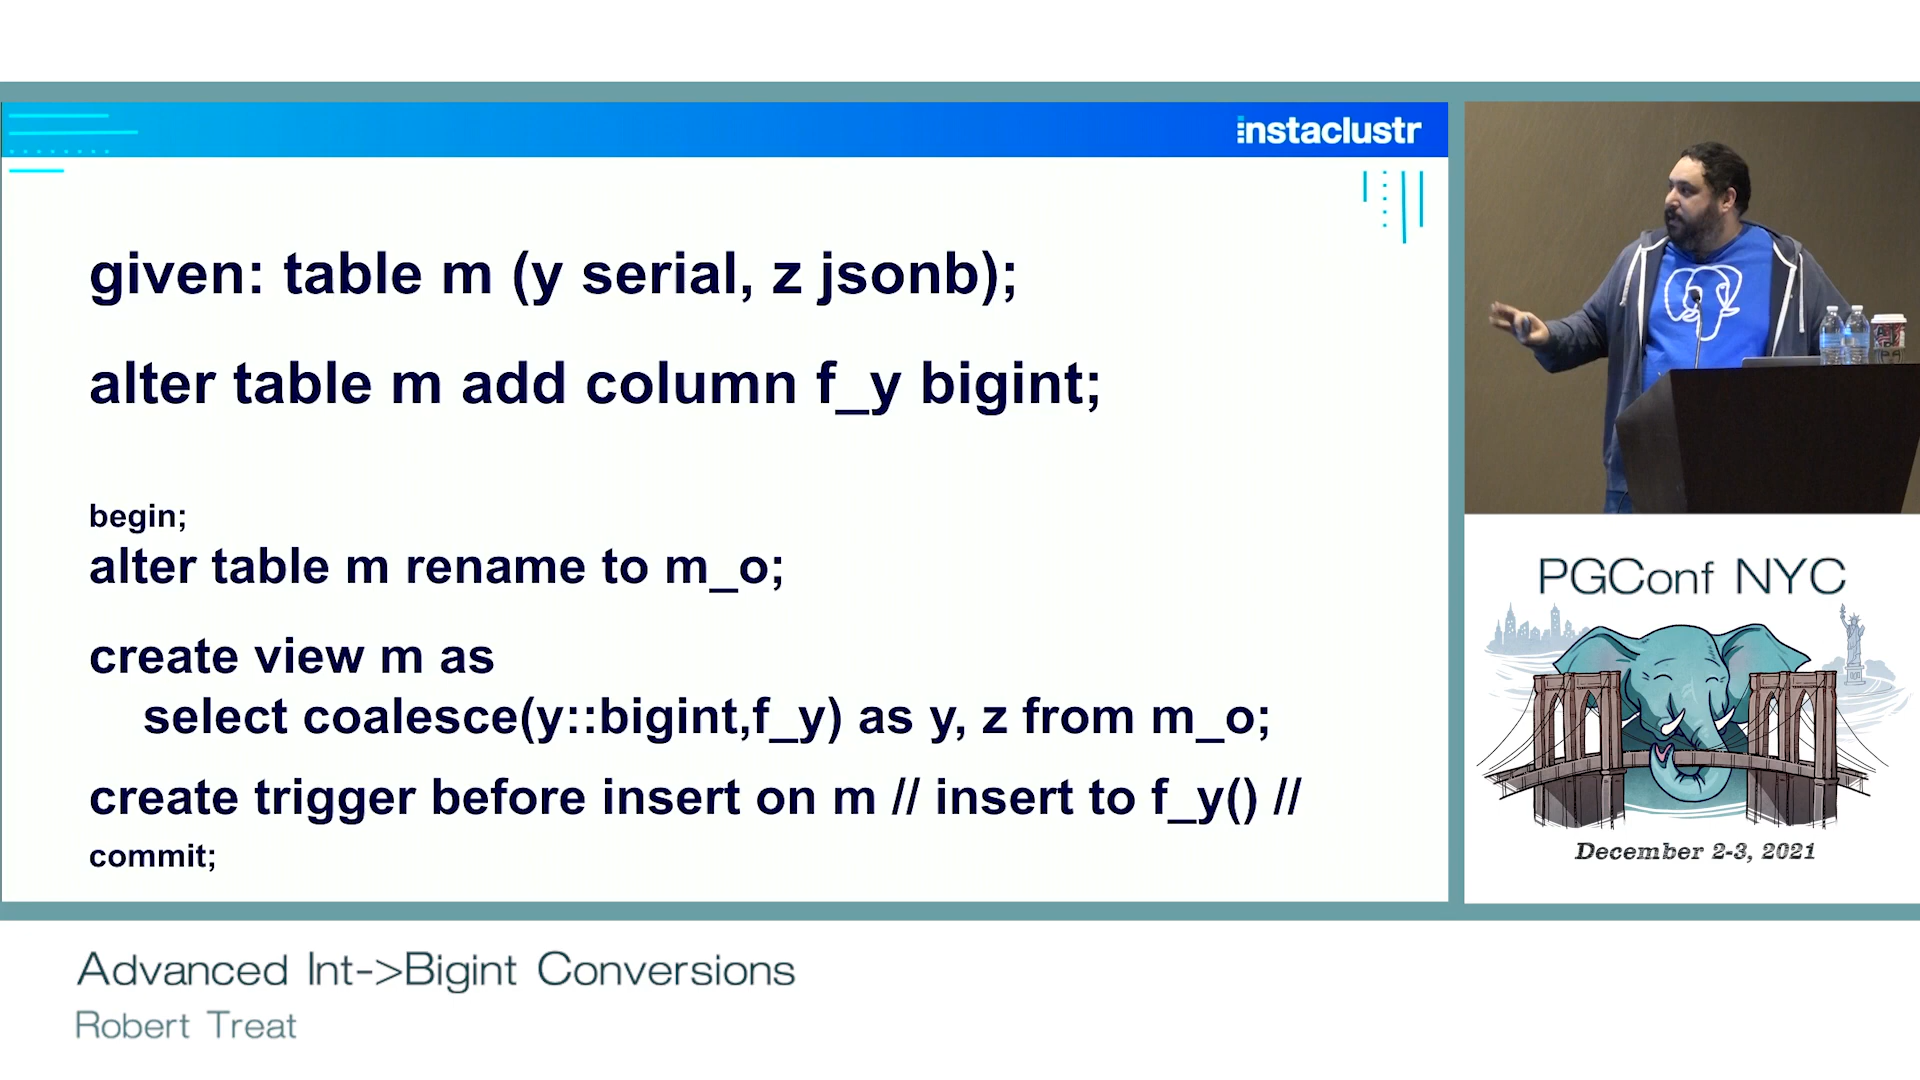 instaclustr
given: table m (y serial, z jsonb);
alter table m add column f_y bigint;
begin;
alter table m rename to m_o;
create view m as
select coalesce(y::bigint,f_y) as y, z from m_o;
create trigger before insert on m // insert to f_y() //
commit;
PGConf NYC
December 2-3, 2021
Advanced Int->Bigint Conversions
Robert Treat